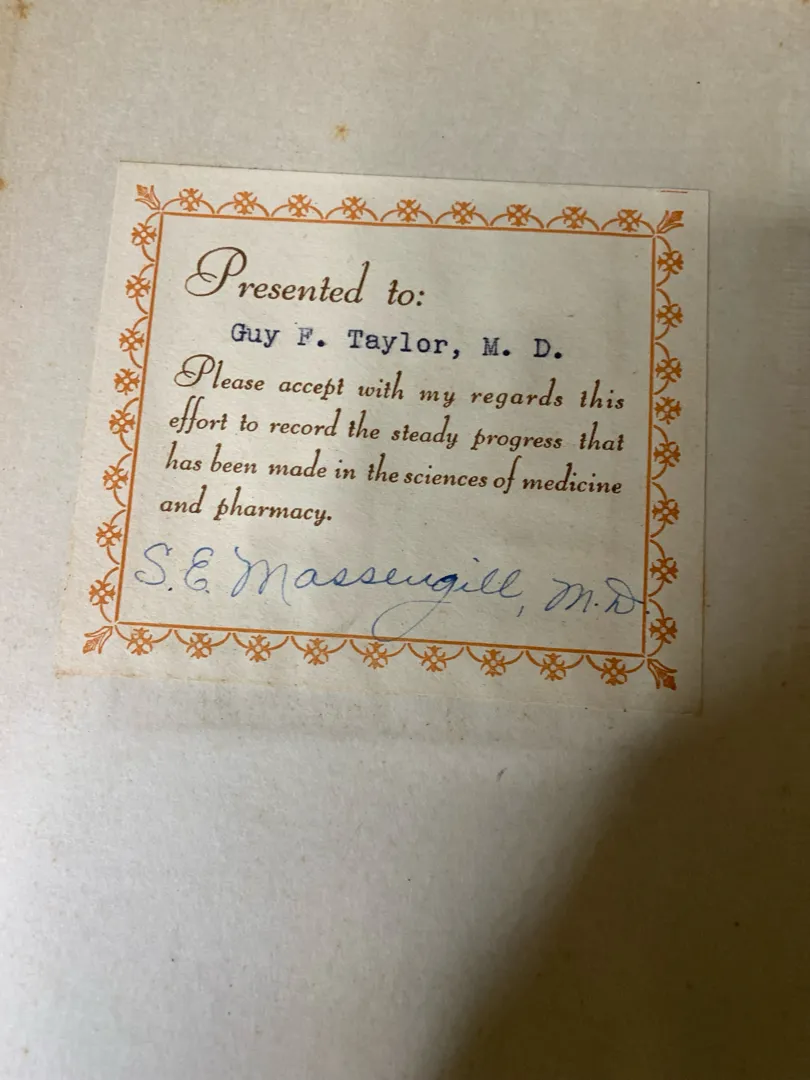 Presented to:
Guy F. Taylor, M. D.
Please accept with my regards this
effort to record the steady progress that
has been made in the sciences of medicine
and pharmacy.
S. E. Massengill, M.D